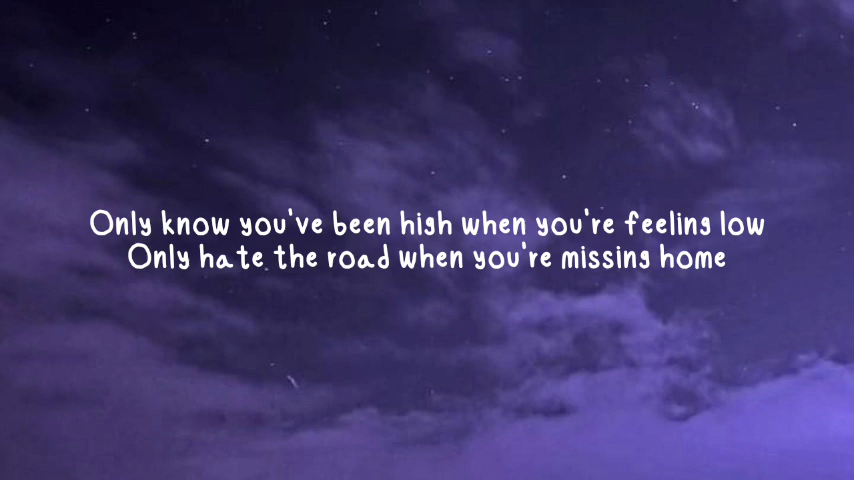 Only know you've been high when you're feeling low
Only hate the road when you're missing home